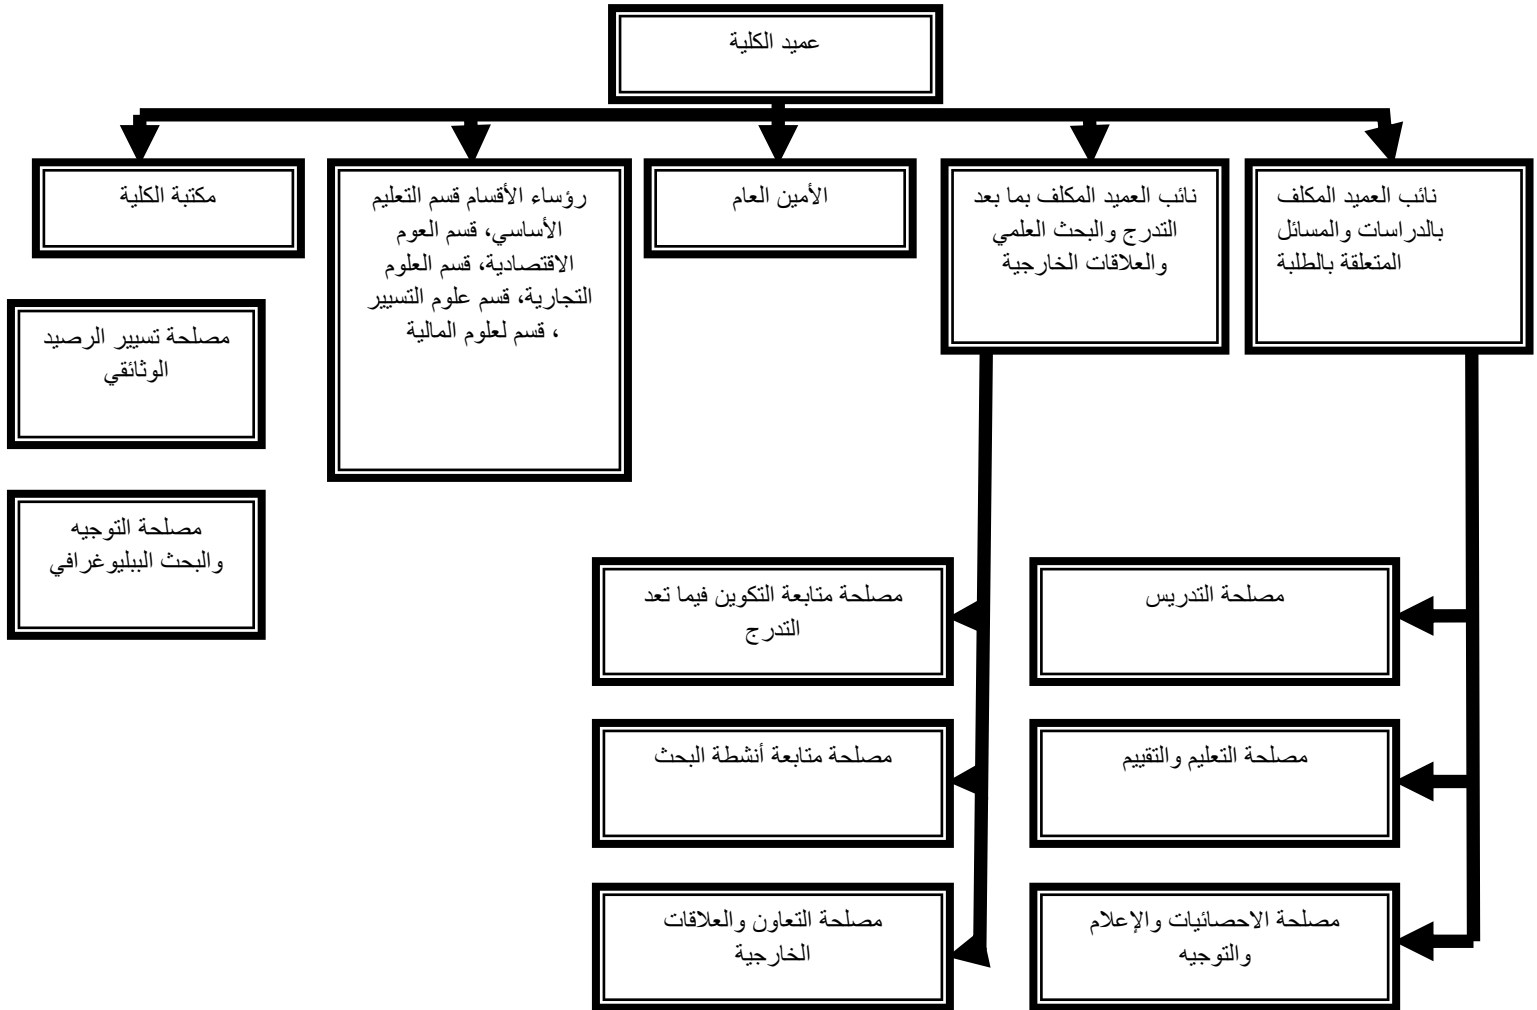 عميد الكلية
نائب العميد المكلف
بالدراسات والمسائل
المتعلقة بالطلبة
نائب العميد المكلف بما بعد
التدرج والبحث العلمي
والعلاقات الخارجية
الأمين العام
رؤساء الأقسام قسم التعليم
الأساسي، قسم العوم
الاقتصادية، قسم العلوم
التجارية، قسم علوم التسيير
، قسم لعلوم المالية
مكتبة الكلية
مصلحة تسيير الرصيد
الوثائقي
مصلحة التوجيه
والبحث الببليوغرافي
مصلحة التدريس
مصلحة متابعة التكوين فيما تعد
التدرج
مصلحة التعليم والتقييم
مصلحة متابعة أنشطة البحث
مصلحة الاحصائيات والإعلام
والتوجيه
مصلحة التعاون والعلاقات
الخارجية